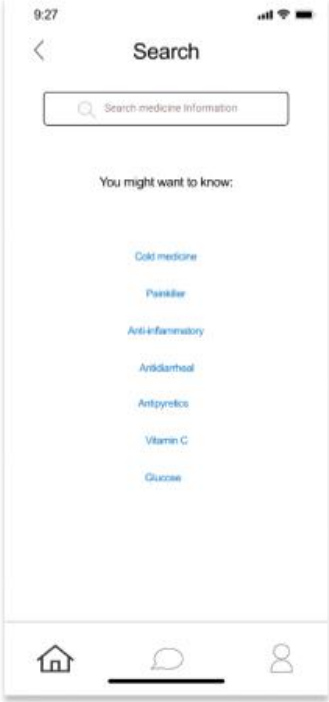 9:27
Search
Search medicine Information
You might want to know:
Cold medicine
Painkiller
Anti-inflammatory
Antidiarrheal
Antipyretics
Vitamin C
Glucose